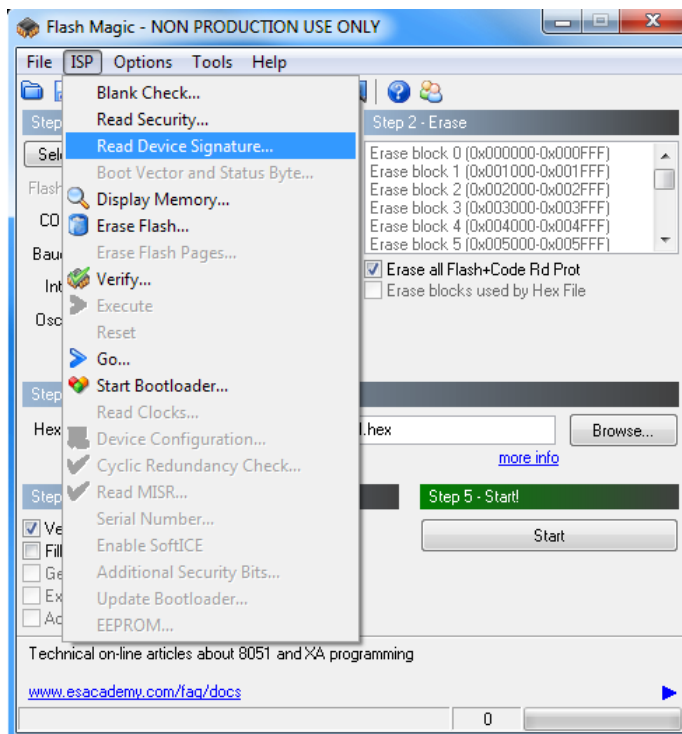 Flash Magic - NON PRODUCTION USE ONLY
File ISP Options Tools Help
Blank Check...
Read Security...
Read Device Signature...
Boot Vector and Status Byte...
Display Memory...
Erase Flash...
Erase Flash Pages...
Verify...
Execute
Reset
Go...
Start Bootloader...
Read Clocks...
Device Configuration...
Cyclic Redundancy Check...
Read MISR...
Serial Number...
Enable SoftICE
Additional Security Bits...
Update Bootloader...
EEPROM...
Step
Flash
CO
Step 2 - Erase
Erase block 0 (0x000000-0x000FFF)
Erase block 1 (0x001000-0x001FFF)
Erase block 2 (0x002000-0x002FFF)
Erase block 3 (0x003000-0x003FFF)
Erase block 4 (0x004000-0x004FFF)
Erase block 5 (0x005000-0x005FFF)
Erase all Flash+Code Rd Prot
Erase blocks used by Hex File
Step
Hex
l.hex
Browse...
more info
Step
Step 5 - Start!
Start
Technical on-line articles about 8051 and XA programming
www.esacademy.com/faq/docs
0